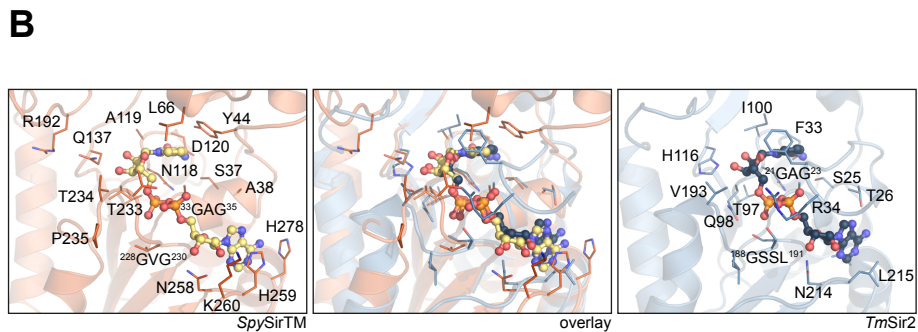 B
L66
A119
R192
Y44
Q137
D120
N118
S37
A38
T234
T233
³³GAG³⁵
H278
P235
²²⁸GVG²³⁰
N258
H259
K260
SpySirTM
overlay
I100
F33
H116
²¹GAG²³
S25
V193
T26
T97
R34
Q98
¹⁸⁸GSSL¹⁹¹
L215
N214
TmSir2